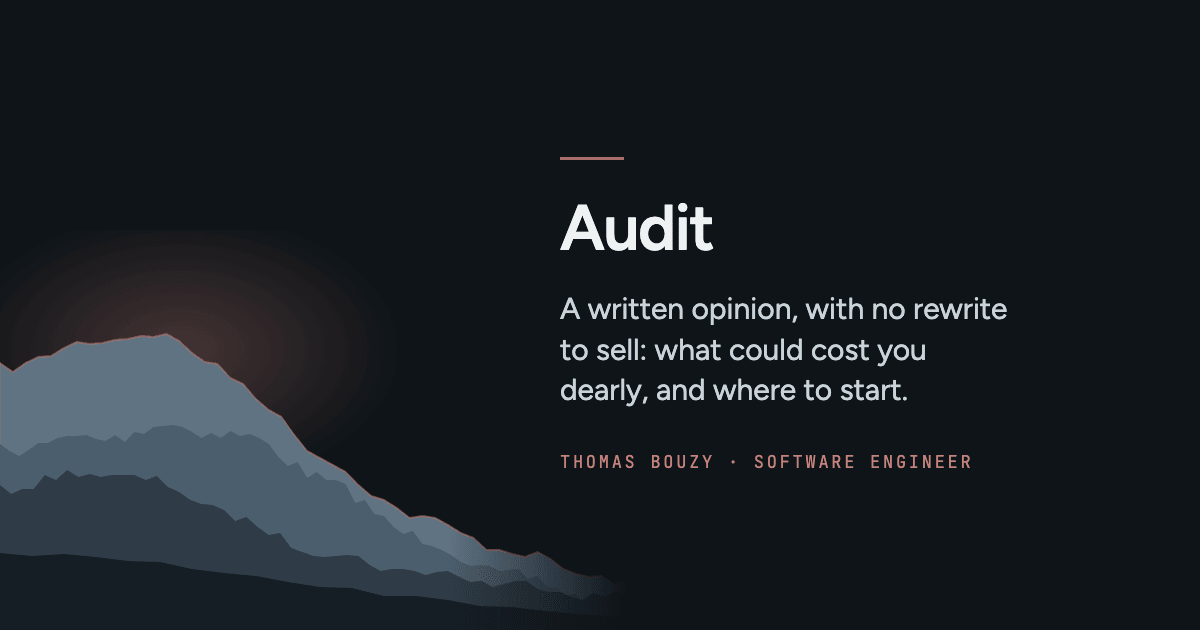 Audit
A written opinion, with no rewrite
to sell: what could cost you
dearly, and where to start.
THOMAS BOUZY · SOFTWARE ENGINEER